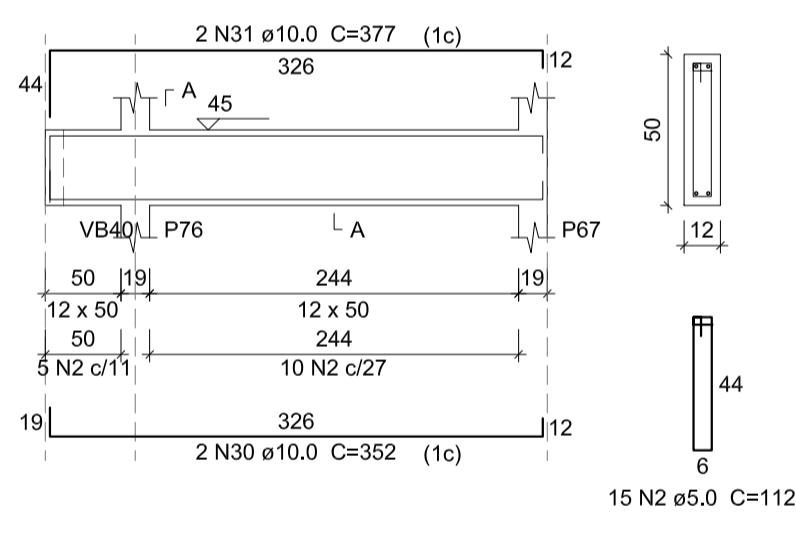 2 N31 ø10.0 C=377 (1c)
326
12
44
A
45
50
VB40
P76
A
P67
12
50
19
244
19
12 x 50
12 x 50
50
244
5 N2 c/11
10 N2 c/27
44
19
326
12
2 N30 ø10.0 C=352 (1c)
6
15 N2 ø5.0 C=112